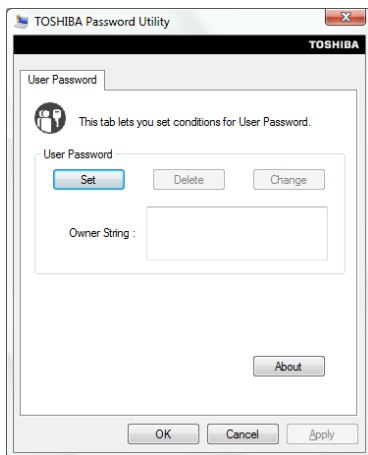 TOSHIBA Password Utility
TOSHIBA
User Password
This tab lets you set conditions for User Password.
User Password
Set Delete Change
Owner String :
About
OK Cancel Apply